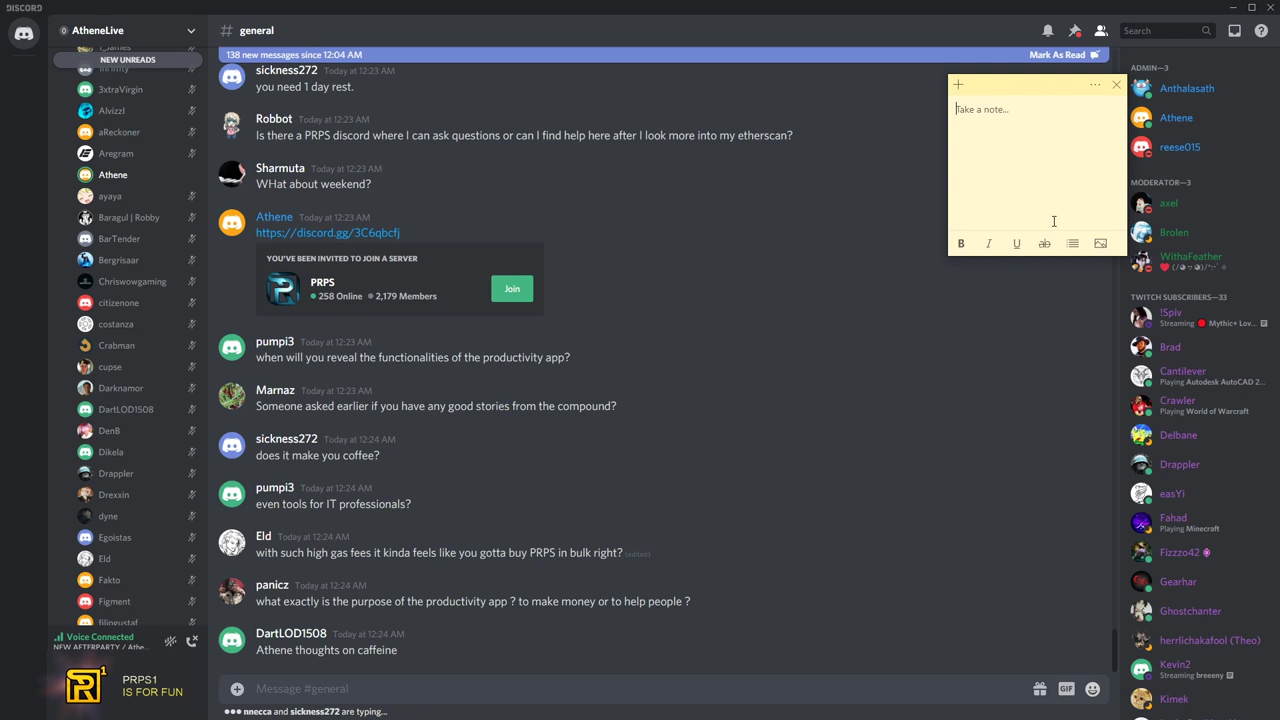 DISCORD
AtheneLive
general
Search
NEW UNREADS
3xtraVirgin
Alvizzl
aReckoner
Aregram
Athene
ayaya
Baragul | Robby
BarTender
Bergrisaar
Chriswowgaming
citizenone
costanza
Crabman
cupse
Darknamor
DartLOD1508
DenB
Dikela
Drappler
Drexxin
dyne
Egoistas
Eld
Fakto
Figment
filingustaf
Voice Connected
NEW AFTERPARTY / Athe...
PRPS1
IS FOR FUN
138 new messages since 12:04 AM
Mark As Read
sickness272 Today at 12:23 AM
you need 1 day rest.
Robbot Today at 12:23 AM
Is there a PRPS discord where I can ask questions or can I find help here after I look more into my etherscan?
Sharmuta Today at 12:23 AM
WHat about weekend?
Athene Today at 12:23 AM
https://discord.gg/3C6qbcfj
YOU'VE BEEN INVITED TO JOIN A SERVER
PRPS
258 Online 2,179 Members
Join
pumpi3 Today at 12:23 AM
when will you reveal the functionalities of the productivity app?
Marnaz Today at 12:23 AM
Someone asked earlier if you have any good stories from the compound?
sickness272 Today at 12:24 AM
does it make you coffee?
pumpi3 Today at 12:24 AM
even tools for IT professionals?
Eld Today at 12:24 AM
with such high gas fees it kinda feels like you gotta buy PRPS in bulk right? (edited)
panicz Today at 12:24 AM
what exactly is the purpose of the productivity app ? to make money or to help people ?
DartLOD1508 Today at 12:24 AM
Athene thoughts on caffeine
Message #general
GIF
nnecca and sickness272 are typing...
Take a note...
B I U ab
ADMIN—3
Anthalasath
Athene
reese015
MODERATOR—3
axel
Brolen
WithaFeather
TWITCH SUBSCRIBERS—33
!Spiv
Streaming Mythic+ Lov...
Brad
Cantilever
Playing Autodesk AutoCAD 2...
Crawler
Playing World of Warcraft
Delbane
Drappler
easYi
Fahad
Playing Minecraft
Fizzzo42
Gearhar
Ghostchanter
herrlichakafool (Theo)
Kevin2
Streaming breeeny
Kimek